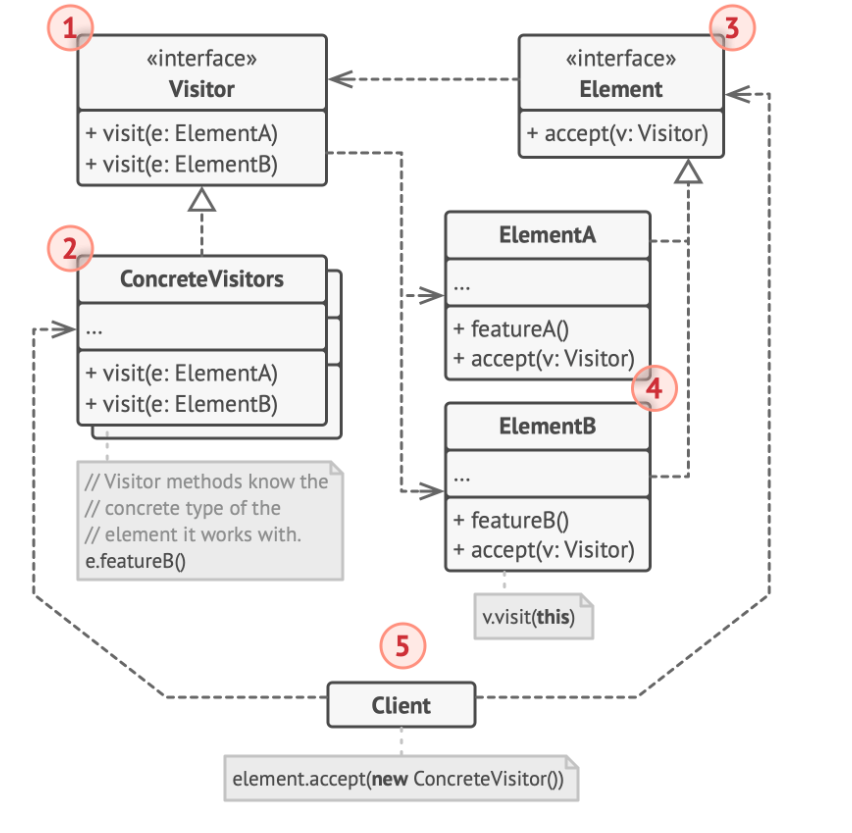 1
«interface»
Visitor
+ visit(e: ElementA)
+ visit(e: ElementB)
3
«interface»
Element
+ accept(v: Visitor)
2
ConcreteVisitors
...
+ visit(e: ElementA)
+ visit(e: ElementB)
// Visitor methods know the
// concrete type of the
// element it works with.
e.featureB()
ElementA
...
+ featureA()
+ accept(v: Visitor)
4
ElementB
...
+ featureB()
+ accept(v: Visitor)
v.visit(this)
5
Client
element.accept(new ConcreteVisitor())